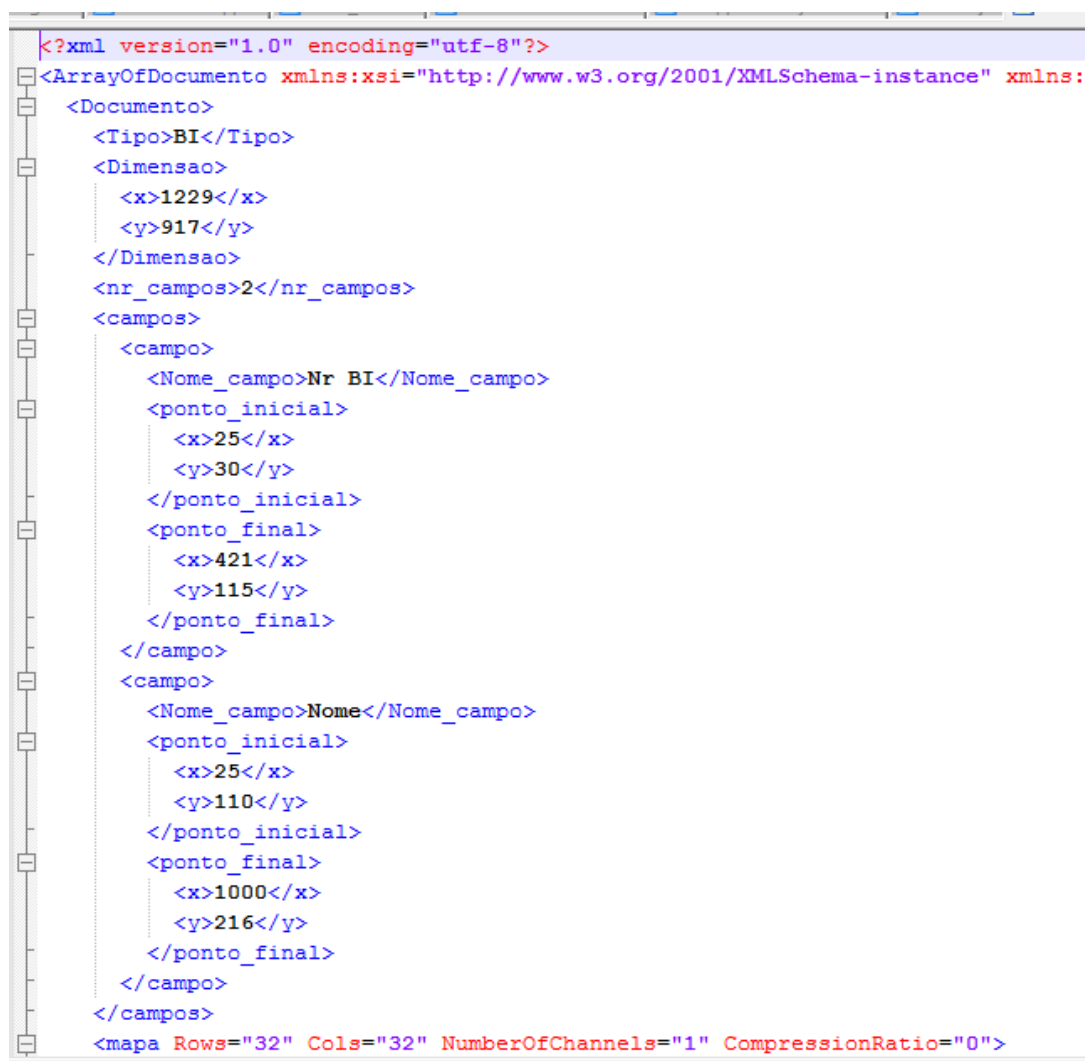 <?xml version="1.0" encoding="utf-8"?>
<ArrayOfDocumento xmlns:xsi="http://www.w3.org/2001/XMLSchema-instance" xmlns:
<Documento>
<Tipo>BI</Tipo>
<Dimensao>
<x>1229</x>
<y>917</y>
</Dimensao>
<nr_campos>2</nr_campos>
<campos>
<campo>
<Nome_campo>Nr BI</Nome_campo>
<ponto_inicial>
<x>25</x>
<y>30</y>
</ponto_inicial>
<ponto_final>
<x>421</x>
<y>115</y>
</ponto_final>
</campo>
<campo>
<Nome_campo>Nome</Nome_campo>
<ponto_inicial>
<x>25</x>
<y>110</y>
</ponto_inicial>
<ponto_final>
<x>1000</x>
<y>216</y>
</ponto_final>
</campo>
</campos>
<mapa Rows="32" Cols="32" NumberOfChannels="1" CompressionRatio="0">